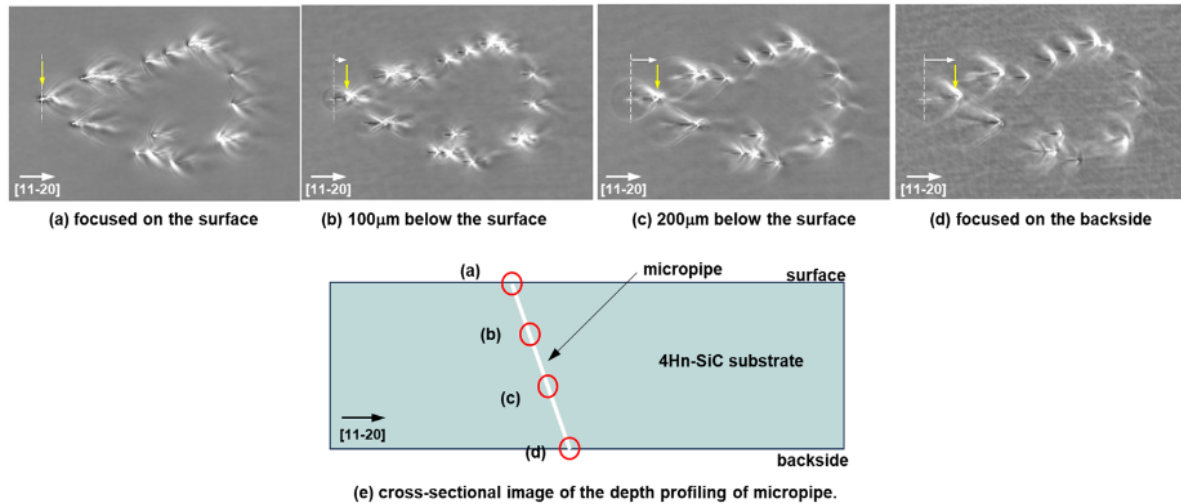 [11-20]
[11-20]
[11-20]
[11-20]
(a) focused on the surface
(b) 100μm below the surface
(c) 200μm below the surface
(d) focused on the backside
(a)
micropipe
surface
(b)
4Hn-SiC substrate
(c)
[11-20]
(d)
backside
(e) cross-sectional image of the depth profiling of micropipe.